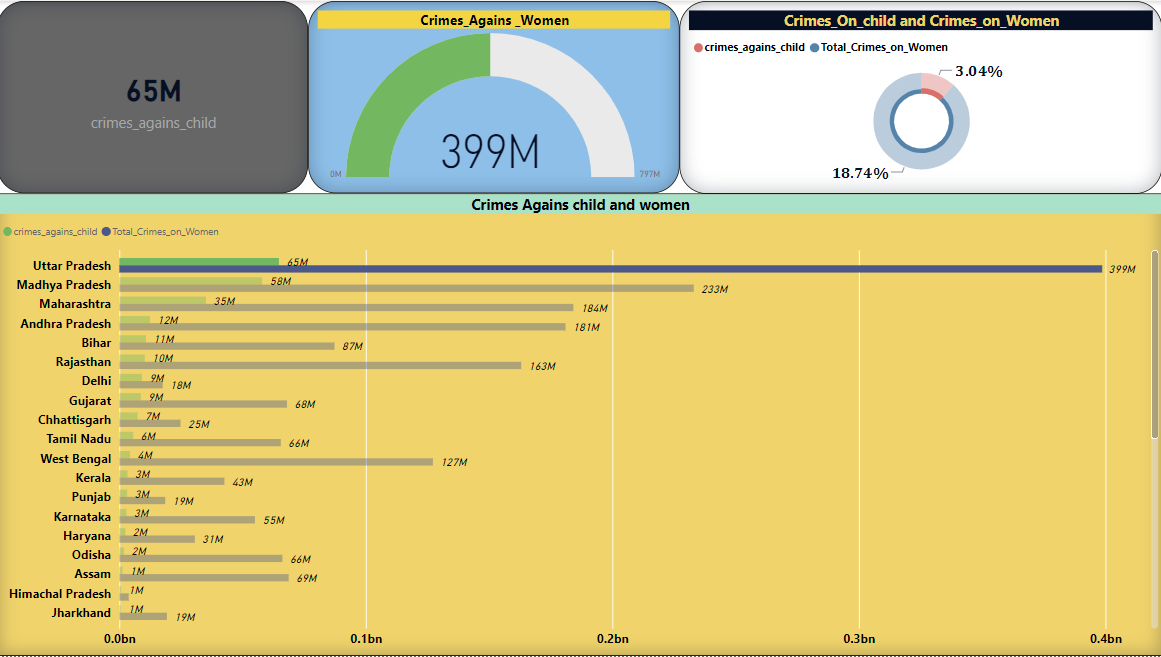 65M
crimes_agains_child
Crimes_Agains _Women
399M
0M
797M
Crimes_On_child and Crimes_on_Women
crimes_agains_child Total_Crimes_on_Women
3.04%
18.74%
Crimes Agains child and women
crimes_agains_child Total_Crimes_on_Women
Uttar Pradesh 65M 399M
Madhya Pradesh 58M 233M
Maharashtra 35M 184M
Andhra Pradesh 12M 181M
Bihar 11M 87M
Rajasthan 10M 163M
Delhi 9M 18M
Gujarat 9M 68M
Chhattisgarh 7M 25M
Tamil Nadu 6M 66M
West Bengal 4M 127M
Kerala 3M 43M
Punjab 3M 19M
Karnataka 3M 55M
Haryana 2M 31M
Odisha 2M 66M
Assam 1M 69M
Himachal Pradesh 1M
Jharkhand 1M 19M
0.0bn 0.1bn 0.2bn 0.3bn 0.4bn